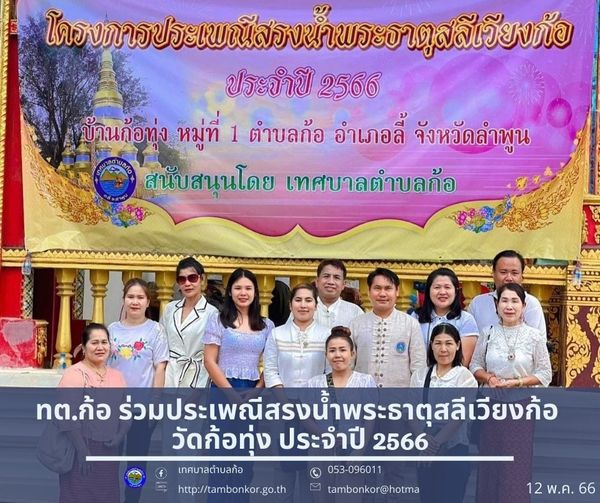 โครงการประเพณีสรงน้ำพระธาตุสลีเวียงก้อ
ประจำปี 2566
บ้านก้อทุ่ง หมู่ที่ 1 ตำบลก้อ อำเภอลี้ จังหวัดลำพูน
สนับสนุนโดย เทศบาลตำบลก้อ
ทต.ก้อ ร่วมประเพณีสรงน้ำพระธาตุสลีเวียงก้อ
วัดก้อทุ่ง ประจำปี 2566
เทศบาลตำบลก้อ
053-096011
http://tambonkor.go.th
tambonkor@hotma
12 พ.ค. 66